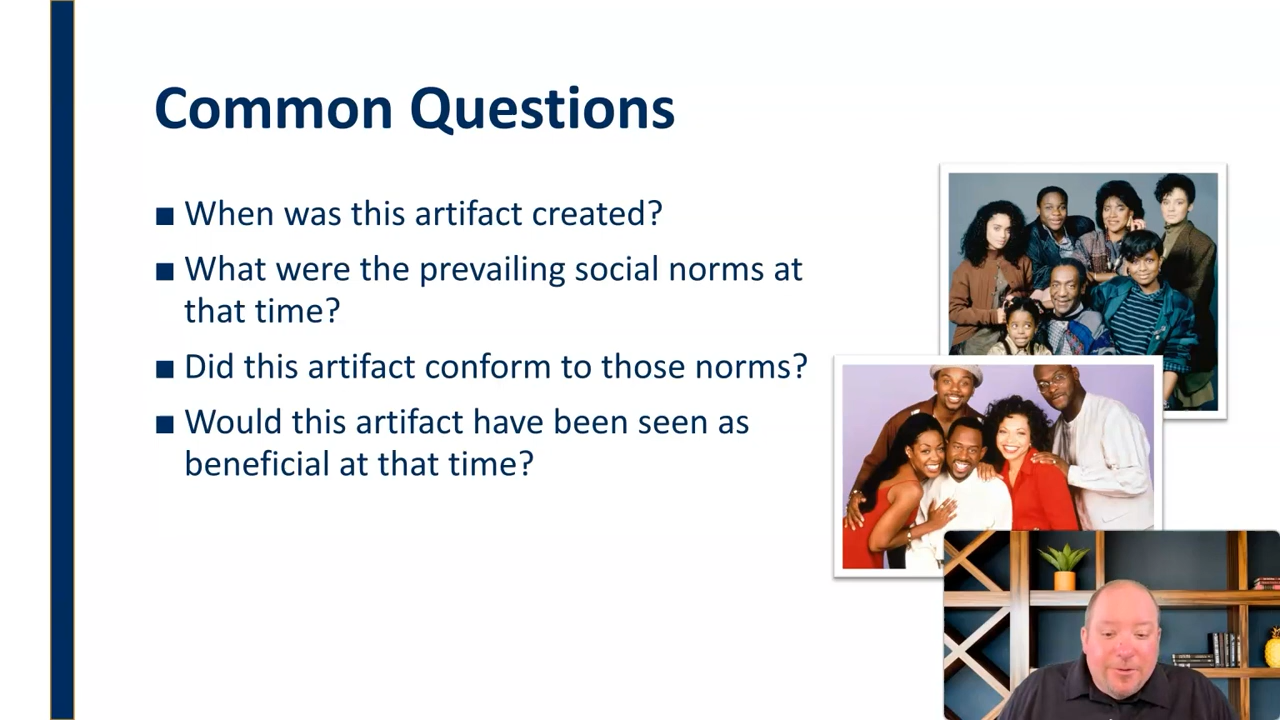 Common Questions
■ When was this artifact created?
■ What were the prevailing social norms at
that time?
■ Did this artifact conform to those norms?
■ Would this artifact have been seen as
beneficial at that time?